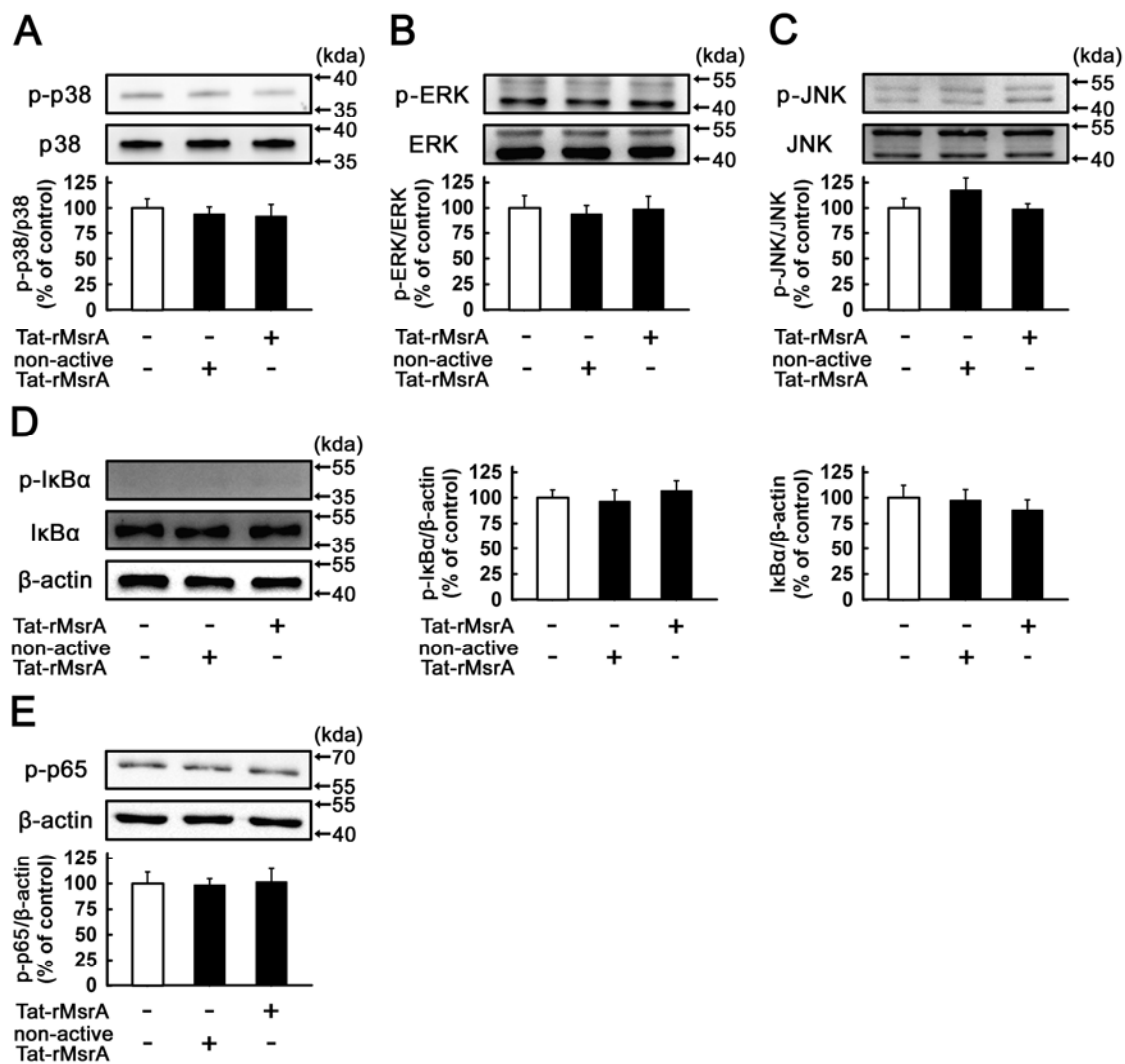 A
(kda)
p-p38
←40
←35
p38
←40
←35
p-p38/p38
(% of control)
125
100
75
50
25
0
Tat-rMsrA - - +
non-active
Tat-rMsrA - + -
B
(kda)
p-ERK
←55
←40
ERK
←55
←40
p-ERK/ERK
(% of control)
125
100
75
50
25
0
Tat-rMsrA - - +
non-active
Tat-rMsrA - + -
C
(kda)
p-JNK
←55
←40
JNK
←55
←40
p-JNK/JNK
(% of control)
125
100
75
50
25
0
Tat-rMsrA - - +
non-active
Tat-rMsrA - + -
D
(kda)
p-IκBα
←55
←35
IκBα
←55
←35
β-actin
←55
←40
Tat-rMsrA - - +
non-active
Tat-rMsrA - + -
p-IκBα/β-actin
(% of control)
125
100
75
50
25
0
Tat-rMsrA - - +
non-active
Tat-rMsrA - + -
IκBα/β-actin
(% of control)
125
100
75
50
25
0
Tat-rMsrA - - +
non-active
Tat-rMsrA - + -
E
(kda)
p-p65
←70
←55
β-actin
←55
←40
p-p65/β-actin
(% of control)
125
100
75
50
25
0
Tat-rMsrA - - +
non-active
Tat-rMsrA - + -